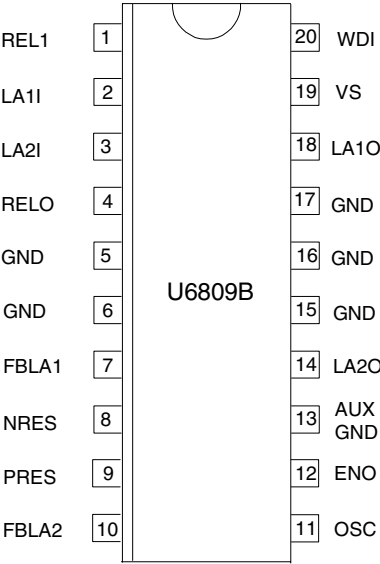 REL1 1 20 WDI
LA1I 2 19 VS
LA2I 3 18 LA1O
RELO 4 17 GND
GND 5 16 GND
U6809B
GND 6 15 GND
FBLA1 7 14 LA2O
NRES 8 13 AUX GND
PRES 9 12 ENO
FBLA2 10 11 OSC